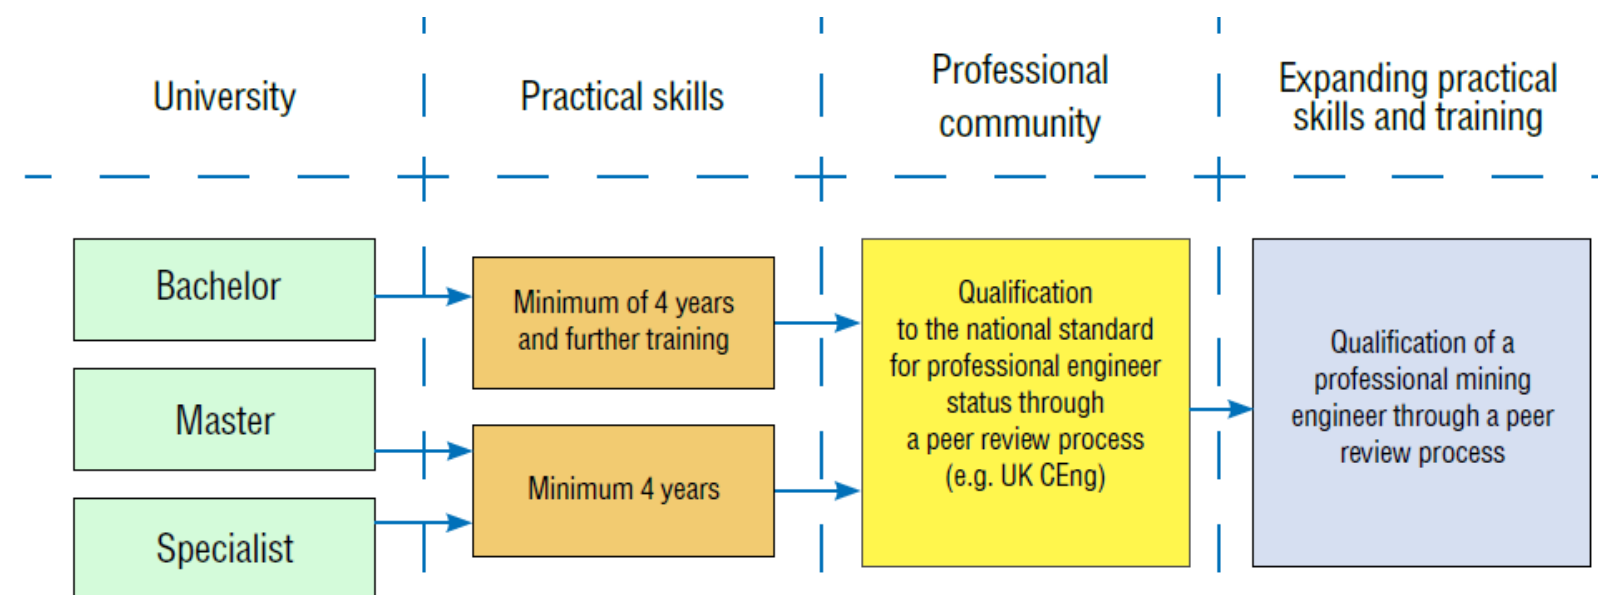 University
Practical skills
Professional
community
Expanding practical
skills and training
Bachelor
Master
Specialist
Minimum of 4 years
and further training
Minimum 4 years
Qualification
to the national standard
for professional engineer
status through
a peer review process
(e.g. UK CEng)
Qualification of a
professional mining
engineer through a peer
review process